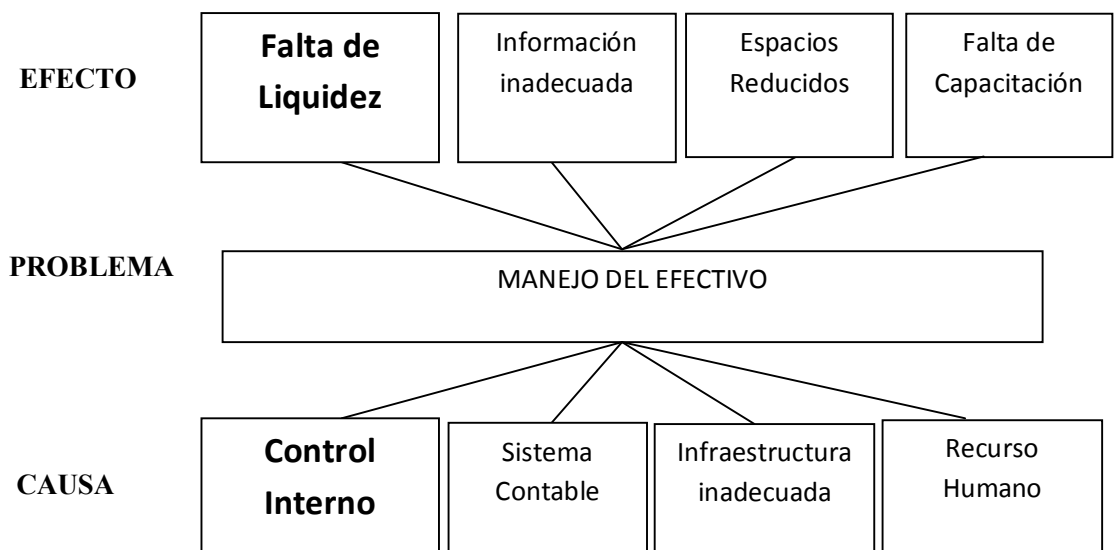 EFECTO
Falta de
Liquidez
Información
inadecuada
Espacios
Reducidos
Falta de
Capacitación
PROBLEMA
MANEJO DEL EFECTIVO
CAUSA
Control
Interno
Sistema
Contable
Infraestructura
inadecuada
Recurso
Humano